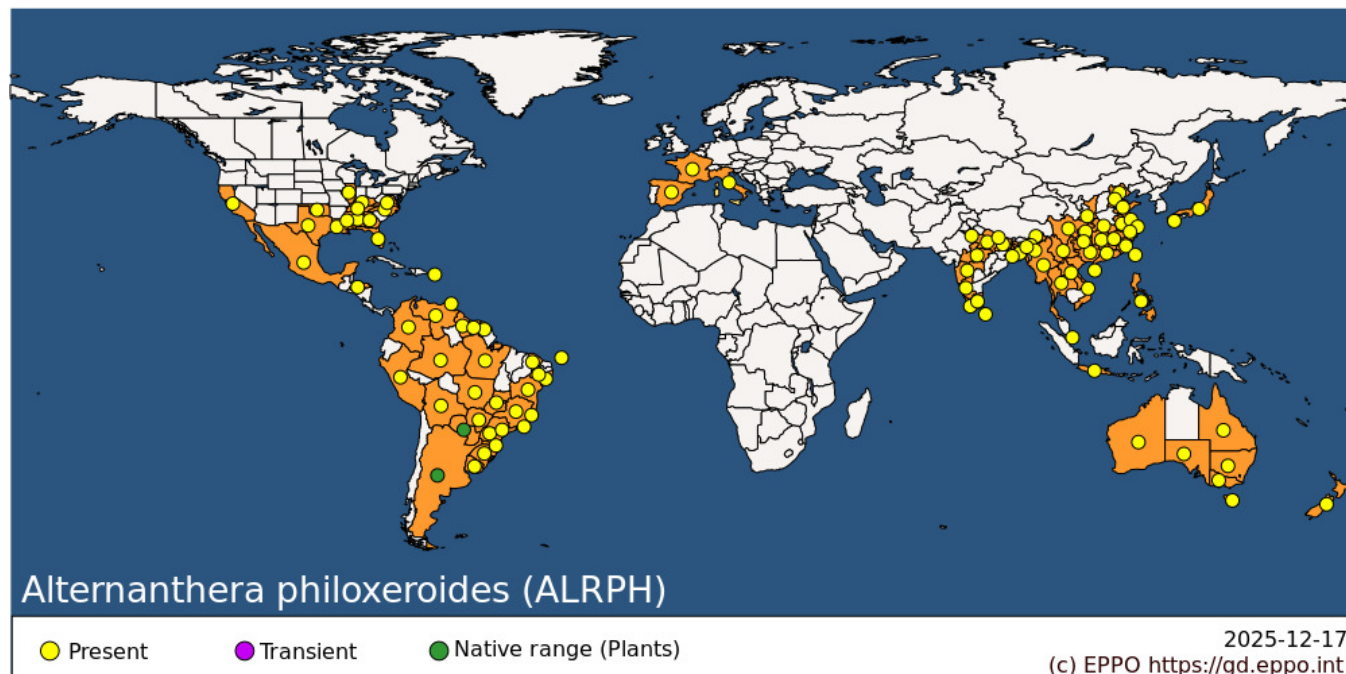 Alternanthera philoxeroides (ALRPH)
Present
Transient
Native range (Plants)
2025-12-17
(c) EPPO https://gd.eppo.int